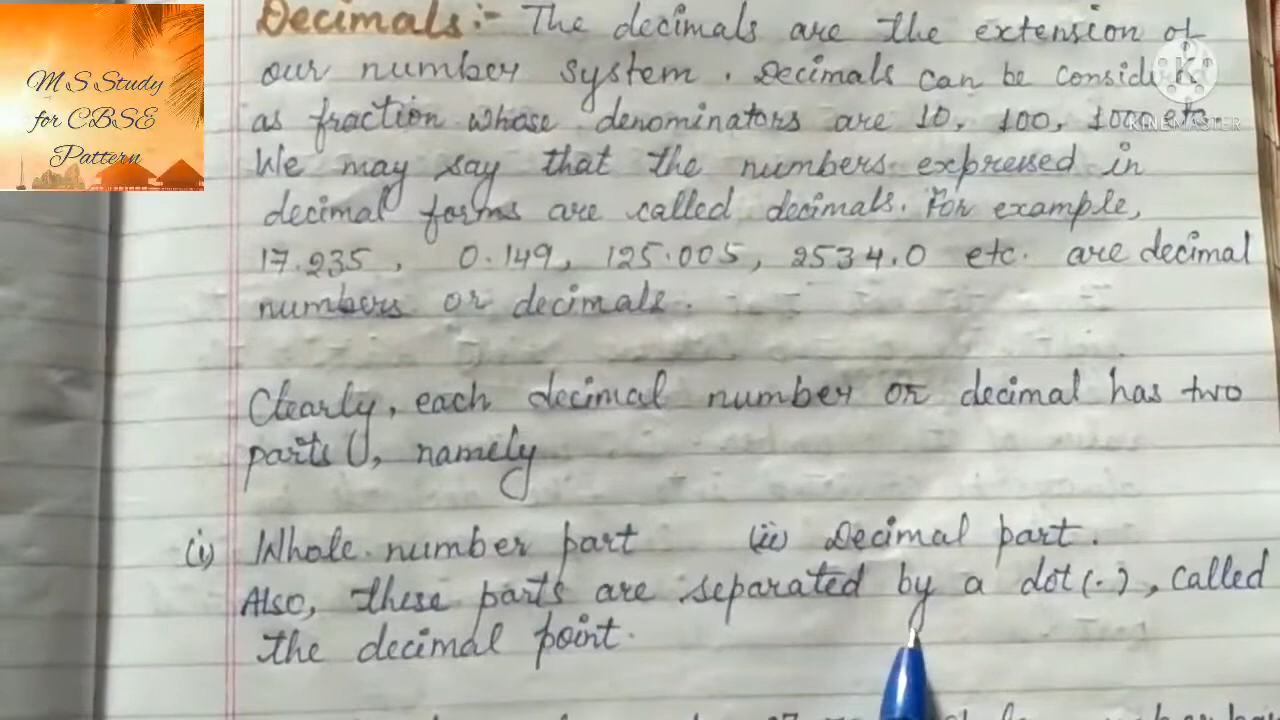 M S Study
for CBSE
Pattern
Decimals:- The decimals are the extension of
our number system. Decimals can be consider
as fraction whose denominators are 10, 100, 1000 etc
We may say that the numbers expressed in
decimal forms are called decimals. For example,
17.235, 0.149, 125.005, 2534.0 etc. are decimal
numbers or decimals.
Clearly, each decimal number or decimal has two
parts, namely
(i) Whole number part (ii) Decimal part.
Also, these parts are separated by a dot (.), called
the decimal point.
KINEMASTER